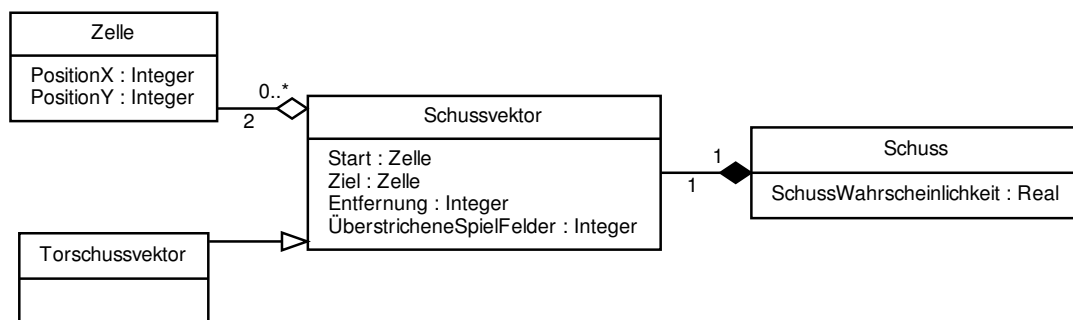 Zelle
PositionX : Integer
PositionY : Integer
0..*
2
Schussvektor
Start : Zelle
Ziel : Zelle
Entfernung : Integer
ÜberstricheneSpielFelder : Integer
1
1
Schuss
SchussWahrscheinlichkeit : Real
Torschussvektor